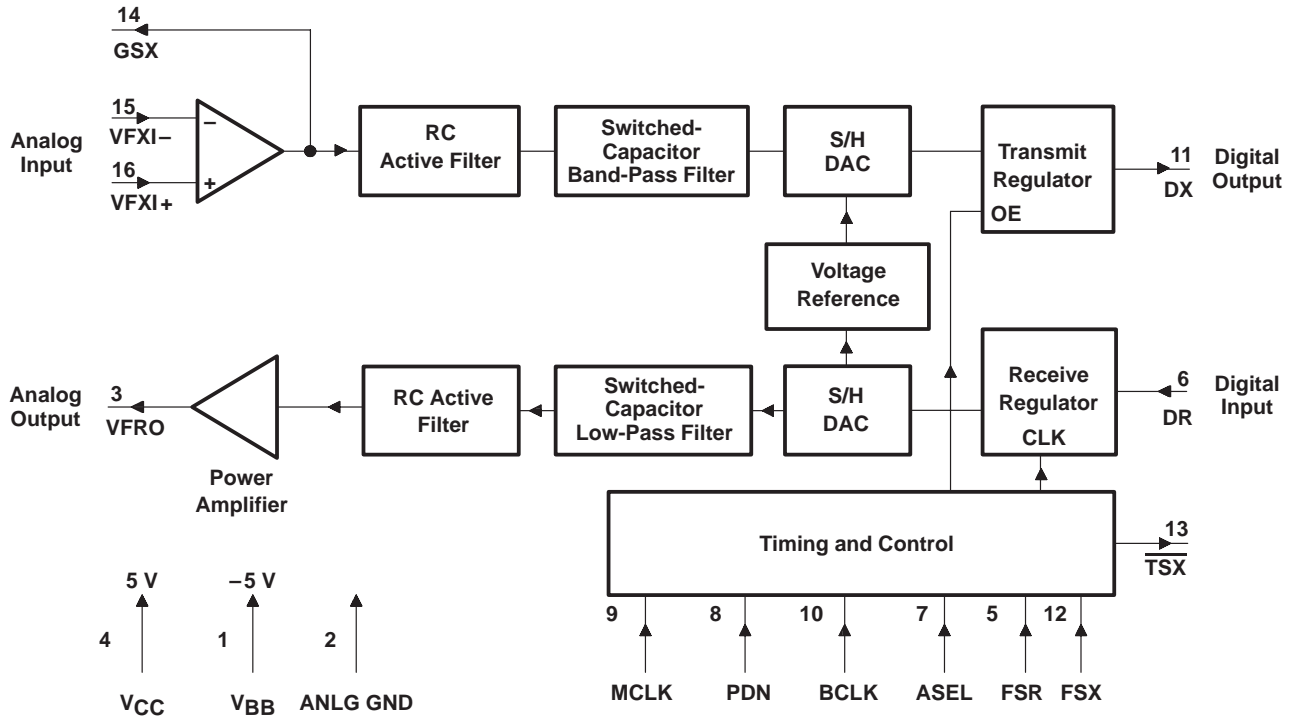 14
GSX
Analog
Input
15
VFXI−
16
VFXI+
−
+
RC
Active Filter
Switched-
Capacitor
Band-Pass Filter
S/H
DAC
Transmit
Regulator
OE
11
DX
Digital
Output
Voltage
Reference
Analog
Output
3
VFRO
Power
Amplifier
RC Active
Filter
Switched-
Capacitor
Low-Pass Filter
S/H
DAC
Receive
Regulator
CLK
6
DR
Digital
Input
Timing and Control
13
TSX
5 V
−5 V
4
1
2
VCC
VBB
ANLG GND
9
8
10
7
5
12
MCLK
PDN
BCLK
ASEL
FSR
FSX